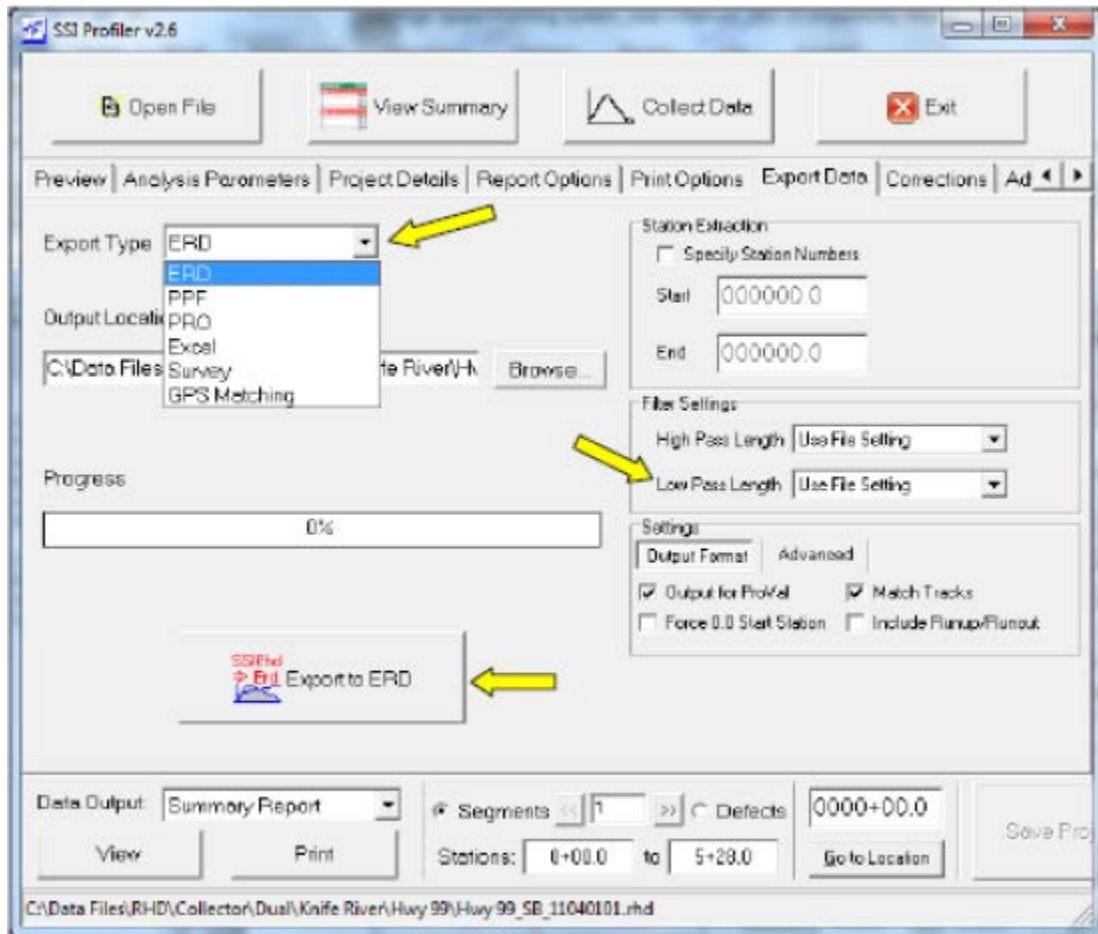 SSI Profiler v2.6
Open File
View Summary
Collect Data
Exit
Preview
Analysis Parameters
Project Details
Report Options
Print Options
Export Data
Corrections
Ad
Export Type
ERD
ERD
PPF
PRO
Excel
Survey
GPS Matching
Output Locatio
C:\Data Files
fe River\H
Browse...
Progress
0%
SSIRhd
-> Erd
Export to ERD
Station Extraction
Specify Station Numbers
Start 000000.0
End 000000.0
Filter Settings
High Pass Length Use File Setting
Low Pass Length Use File Setting
Settings
Output Format
Advanced
Output for ProVal
Match Tracks
Force 0.0 Start Station
Include Runup/Runout
Data Output: Summary Report
View
Print
Segments << 1 >>
Defects
Stations: 0+00.0 to 5+28.0
0000+00.0
Go to Location
Save Proj
C:\Data Files\RHD\Collector\Dual\Knife River\Hwy 99\Hwy 99_SB_11040101.rhd